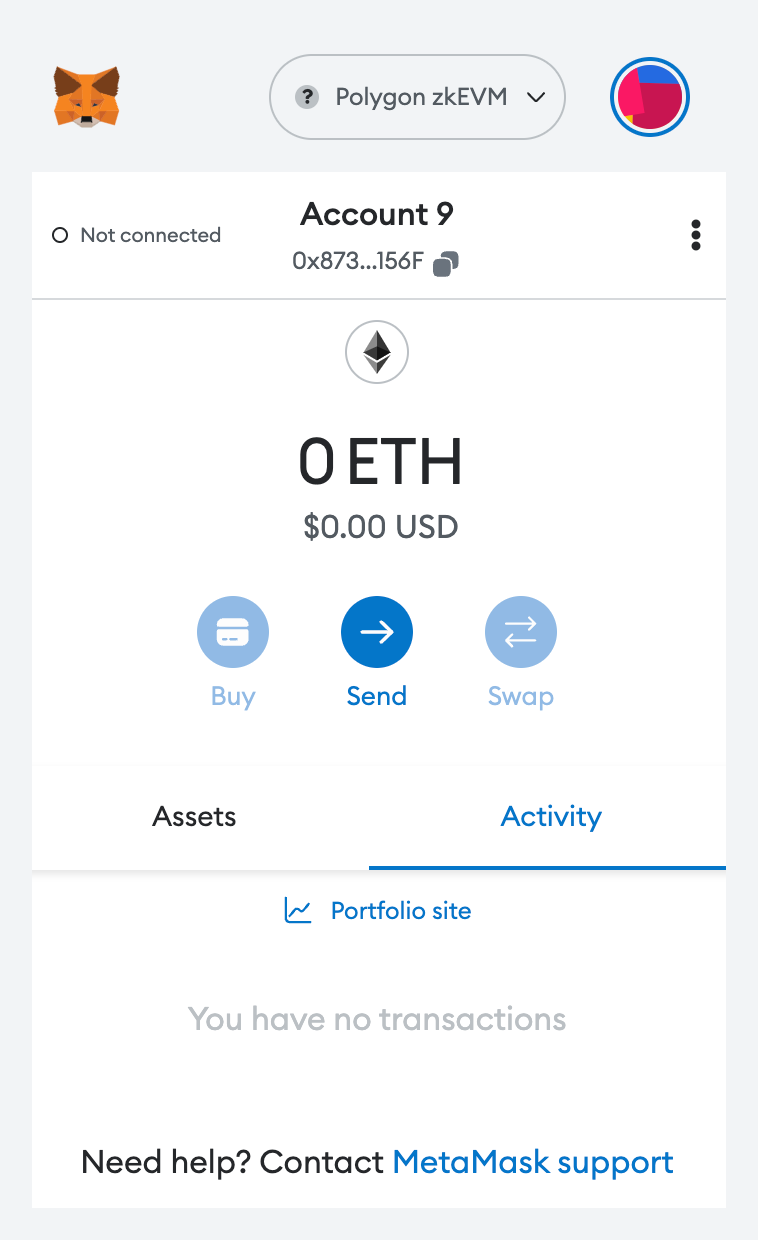 ? Polygon zkEVM
Account 9
Not connected
0x873...156F
0 ETH
$0.00 USD
Buy Send Swap
Assets Activity
Portfolio site
You have no transactions
Need help? Contact MetaMask support